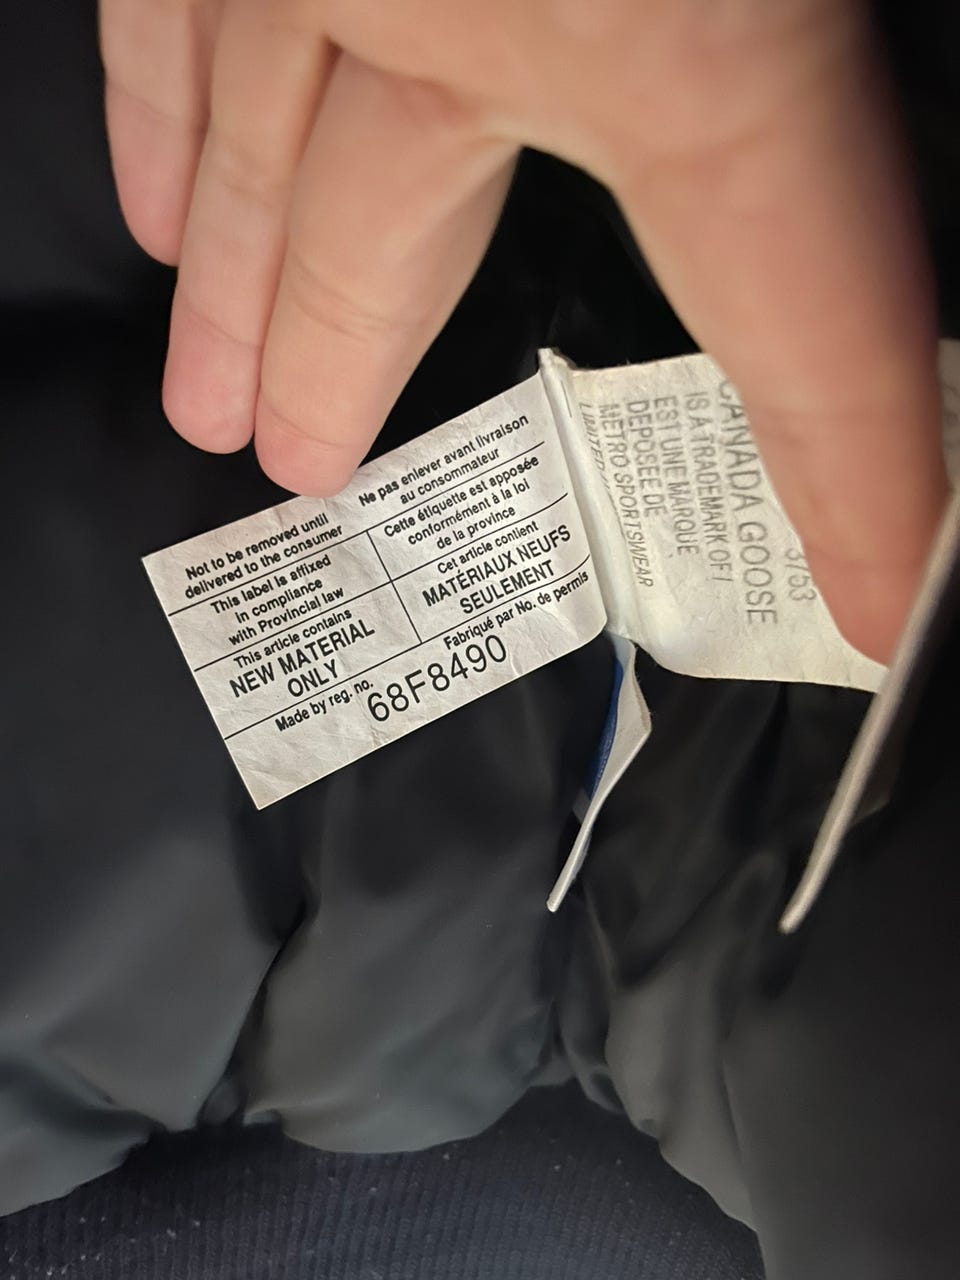 Not to be removed until
delivered to the consumer
Ne pas enlever avant livraison
au consommateur
This label is affixed
in compliance
with Provincial law
Cette étiquette est apposée
conformément à la loi
de la province
This article contains
NEW MATERIAL
ONLY
Cet article contient
MATÉRIAUX NEUFS
SEULEMENT
Made by reg. no.
Fabriqué par No. de permis
68F8490
3753
CANADA GOOSE
IS A TRADEMARK OF/
EST UNE MARQUE
DEPOSÉE DE
METRO SPORTSWEAR
LIMITED